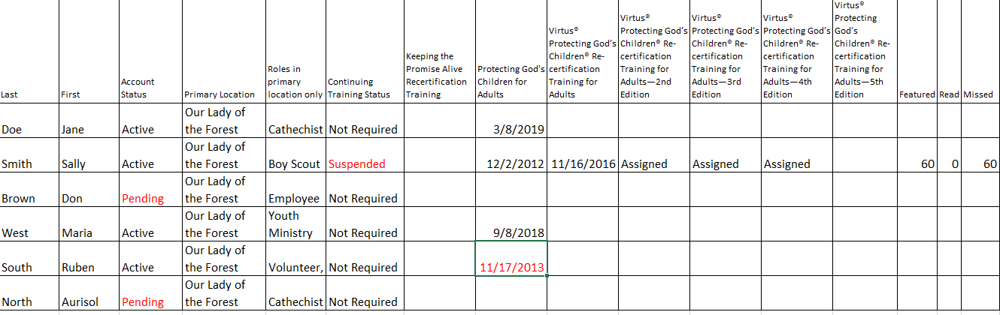 Last
First
Account
Status
Primary Location
Roles in
primary
location only
Continuing
Training Status
Keeping the
Promise Alive
Recertification
Training
Protecting God's
Children for
Adults
Virtus®
Protecting God's
Children® Re-
certification
Training for
Adults
Virtus®
Protecting God's
Children® Re-
certification
Training for
Adults—2nd
Edition
Virtus®
Protecting God's
Children® Re-
certification
Training for
Adults—3rd
Edition
Virtus®
Protecting God's
Children® Re-
certification
Training for
Adults—4th
Edition
Virtus®
Protecting
God's
Children® Re-
certification
Training for
Adults—5th
Edition
Featured
Read
Missed
Our Lady of
Doe Jane Active the Forest Cathechist Not Required 3/8/2019
Our Lady of
Smith Sally Active the Forest Boy Scout Suspended 12/2/2012 11/16/2016 Assigned Assigned Assigned 60 0 60
Our Lady of
Brown Don Pending the Forest Employee Not Required
Our Lady of Youth
West Maria Active the Forest Ministry Not Required 9/8/2018
Our Lady of
South Ruben Active the Forest Volunteer, Not Required 11/17/2013
Our Lady of
North Aurisol Pending the Forest Cathechist Not Required